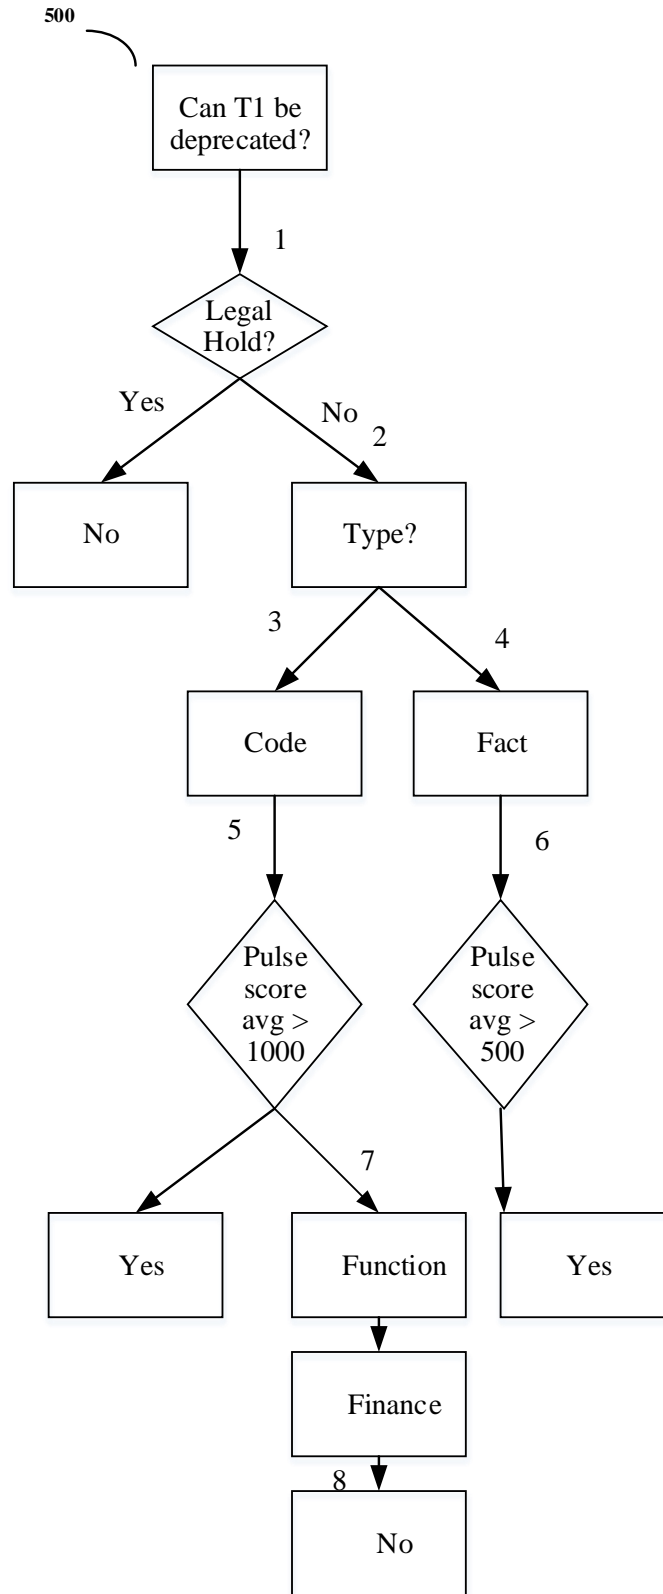 500
Can T1 be
deprecated?
1
Legal
Hold?
Yes
No
2
No
Type?
3
4
Code
Fact
5
6
Pulse
score
avg >
1000
Pulse
score
avg >
500
7
Yes
Function
Yes
Finance
8
No